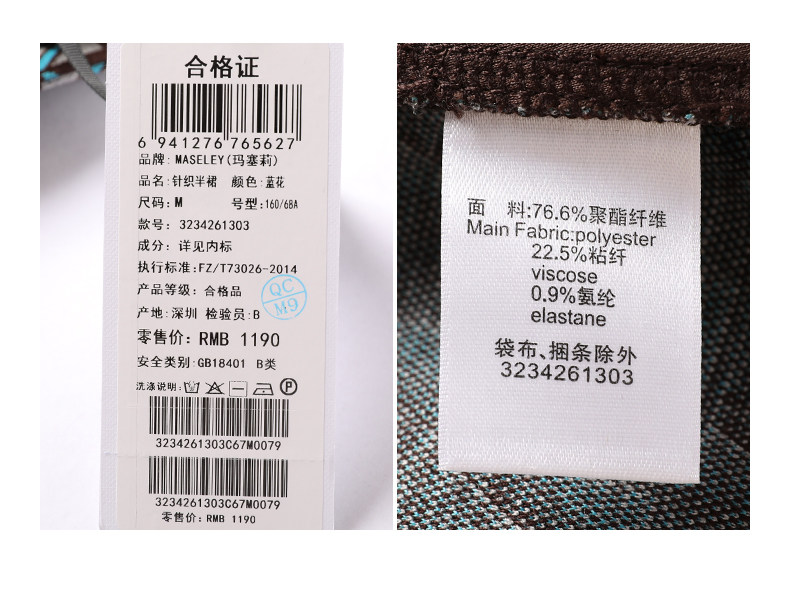 合格证
6 941276 765627
品牌: MASELEY(玛塞莉)
品名: 针织半裙 颜色: 蓝花
尺码: M 号型: 160/68A
款号: 3234261303
成分: 详见内标
执行标准: FZ/T73026-2014
产品等级: 合格品
QC
M9
产地: 深圳 检验员: B
零售价: RMB 1190
安全类别: GB18401 B类
洗涤说明:
P
3234261303C67M0079
3234261303C67M0079
零售价: RMB 1190
面 料:76.6%聚酯纤维
Main Fabric:polyester
22.5%粘纤
viscose
0.9%氨纶
elastane
袋布、捆条除外
3234261303